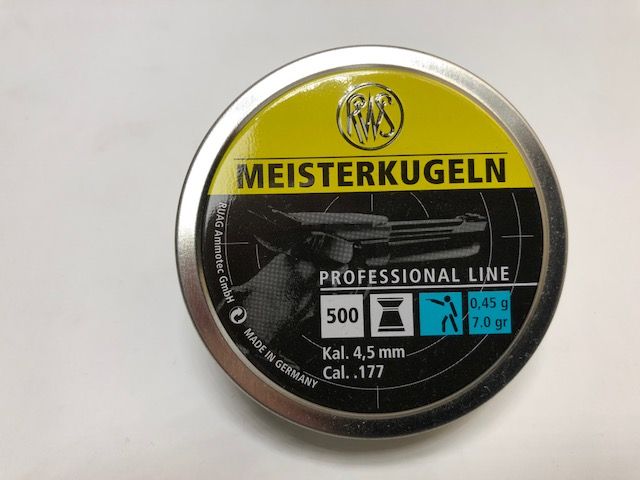 RWS
MEISTERKUGELN
PROFESSIONAL LINE
500
0,45 g
7.0 gr
Kal. 4,5 mm
Cal. .177
RUAG Ammotec GmbH
MADE IN GERMANY